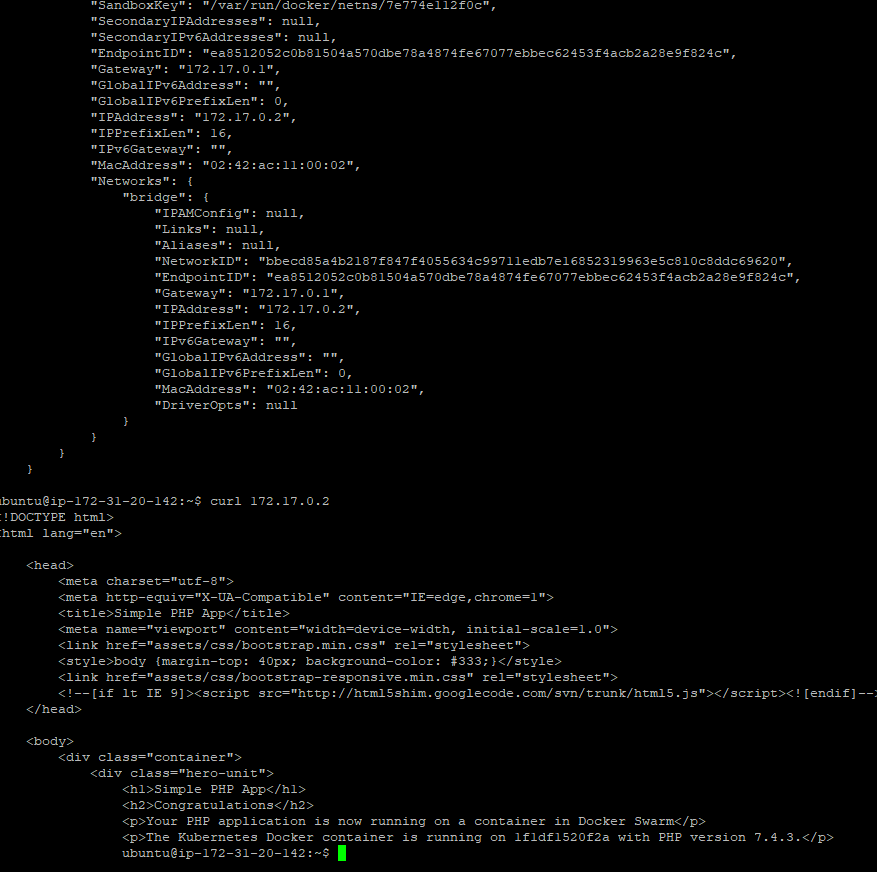 "SandboxKey": "/var/run/docker/netns/7e774e112f0c",
"SecondaryIPAddresses": null,
"SecondaryIPv6Addresses": null,
"EndpointID": "ea8512052c0b81504a570dbe78a4874fe67077ebbec62453f4acb2a28e9f824c",
"Gateway": "172.17.0.1",
"GlobalIPv6Address": "",
"GlobalIPv6PrefixLen": 0,
"IPAddress": "172.17.0.2",
"IPPrefixLen": 16,
"IPv6Gateway": "",
"MacAddress": "02:42:ac:11:00:02",
"Networks": {
"bridge": {
"IPAMConfig": null,
"Links": null,
"Aliases": null,
"NetworkID": "bbecd85a4b2187f847f4055634c99711edb7e16852319963e5c810c8ddc69620",
"EndpointID": "ea8512052c0b81504a570dbe78a4874fe67077ebbec62453f4acb2a28e9f824c",
"Gateway": "172.17.0.1",
"IPAddress": "172.17.0.2",
"IPPrefixLen": 16,
"IPv6Gateway": "",
"GlobalIPv6Address": "",
"GlobalIPv6PrefixLen": 0,
"MacAddress": "02:42:ac:11:00:02",
"DriverOpts": null
}
}
}
}
ubuntu@ip-172-31-20-142:~$ curl 172.17.0.2
<!DOCTYPE html>
<html lang="en">
<head>
<meta charset="utf-8">
<meta http-equiv="X-UA-Compatible" content="IE=edge,chrome=1">
<title>Simple PHP App</title>
<meta name="viewport" content="width=device-width, initial-scale=1.0">
<link href="assets/css/bootstrap.min.css" rel="stylesheet">
<style>body {margin-top: 40px; background-color: #333;}</style>
<link href="assets/css/bootstrap-responsive.min.css" rel="stylesheet">
<!--[if lt IE 9]><script src="http://html5shim.googlecode.com/svn/trunk/html5.js"></script><![endif]-->
</head>
<body>
<div class="container">
<div class="hero-unit">
<h1>Simple PHP App</h1>
<h2>Congratulations</h2>
<p>Your PHP application is now running on a container in Docker Swarm</p>
<p>The Kubernetes Docker container is running on 1f1df1520f2a with PHP version 7.4.3.</p>
ubuntu@ip-172-31-20-142:~$